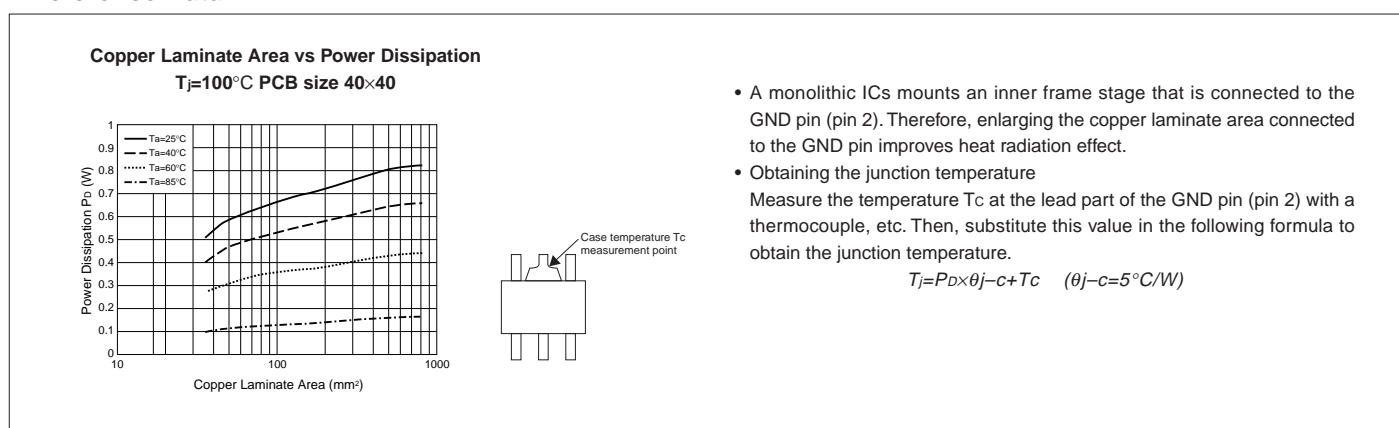 Copper Laminate Area vs Power Dissipation
Tj=100°C PCB size 40×40
1
0.9
0.8
0.7
0.6
0.5
0.4
0.3
0.2
0.1
0
Power Dissipation PD (W)
Ta=25°C
Ta=40°C
Ta=60°C
Ta=85°C
10
100
1000
Copper Laminate Area (mm²)
Case temperature Tc
measurement point
• A monolithic ICs mounts an inner frame stage that is connected to the
GND pin (pin 2). Therefore, enlarging the copper laminate area connected
to the GND pin improves heat radiation effect.
• Obtaining the junction temperature
Measure the temperature Tc at the lead part of the GND pin (pin 2) with a
thermocouple, etc. Then, substitute this value in the following formula to
obtain the junction temperature.
Tj=PD×θj–c+Tc (θj–c=5°C/W)